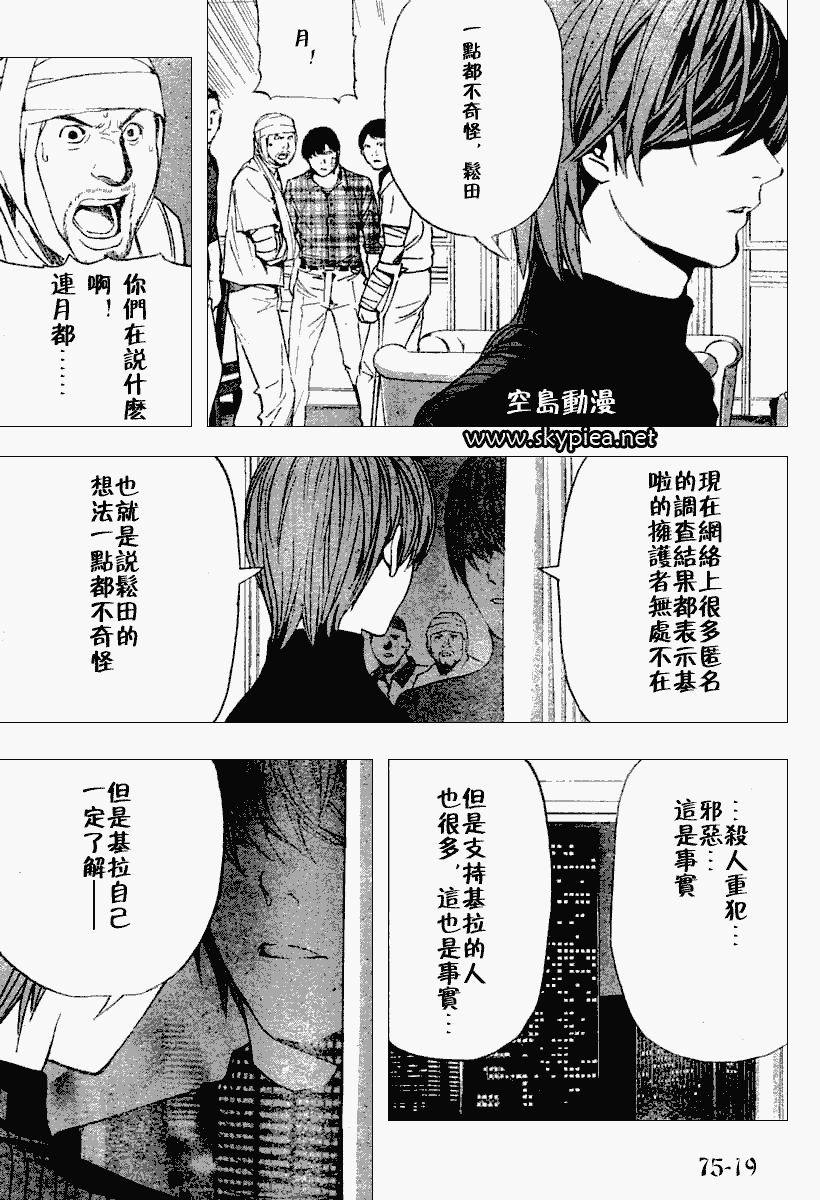 一點都不奇怪，鬆田
月！
你們在説什麽
啊！
連月都……
空島動漫
www.skypiea.net
現在網絡上很多匿名
的調查結果都表示基
啦的擁護者無處不在
也就是説鬆田的
想法一點都不奇怪
…殺人重犯…
邪惡…
這是事實
但是支持基拉的人
也很多，這也是事實…
但是基拉自己
一定了解——
75-19